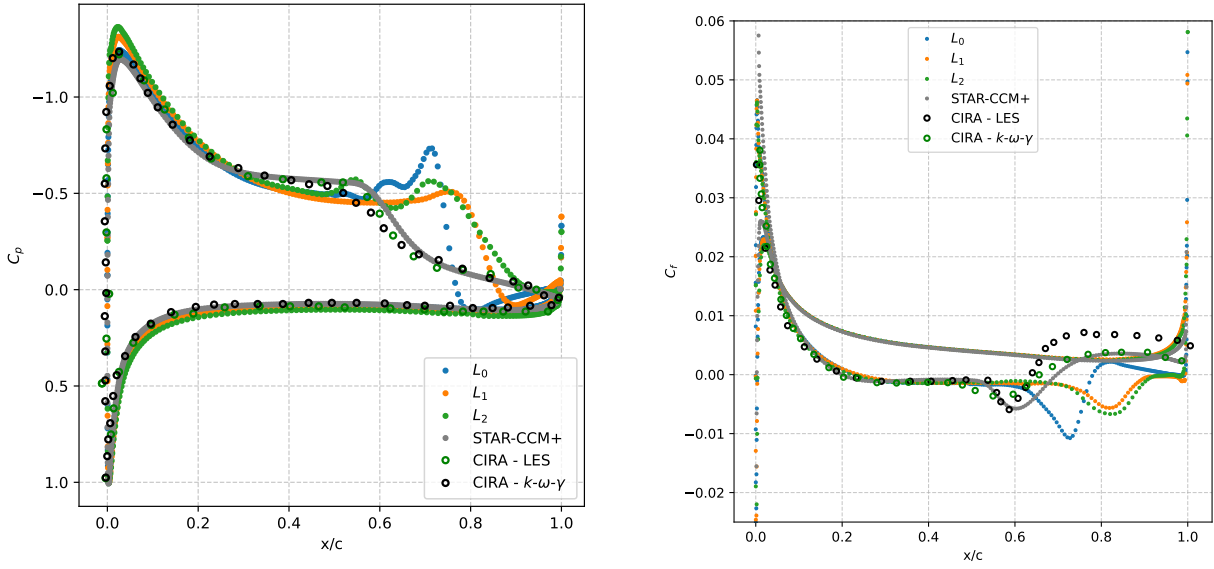 −1.0
−0.5
0.0
0.5
1.0
C_p
0.0 0.2 0.4 0.6 0.8 1.0
x/c
L_0
L_1
L_2
STAR-CCM+
CIRA - LES
CIRA - k-ω-γ
0.06
0.05
0.04
0.03
0.02
0.01
0.00
−0.01
−0.02
C_f
0.0 0.2 0.4 0.6 0.8 1.0
x/c
L_0
L_1
L_2
STAR-CCM+
CIRA - LES
CIRA - k-ω-γ